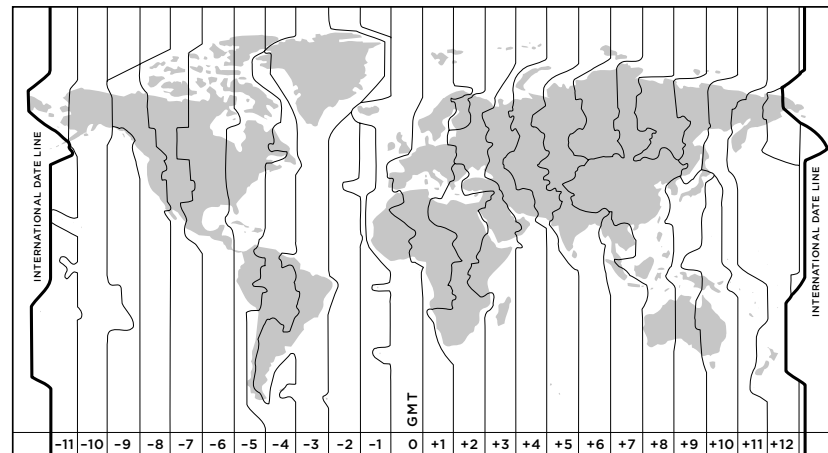 INTERNATIONAL DATE LINE
INTERNATIONAL DATE LINE
GMT
−11 −10 −9 −8 −7 −6 −5 −4 −3 −2 −1 0 +1 +2 +3 +4 +5 +6 +7 +8 +9 +10 +11 +12